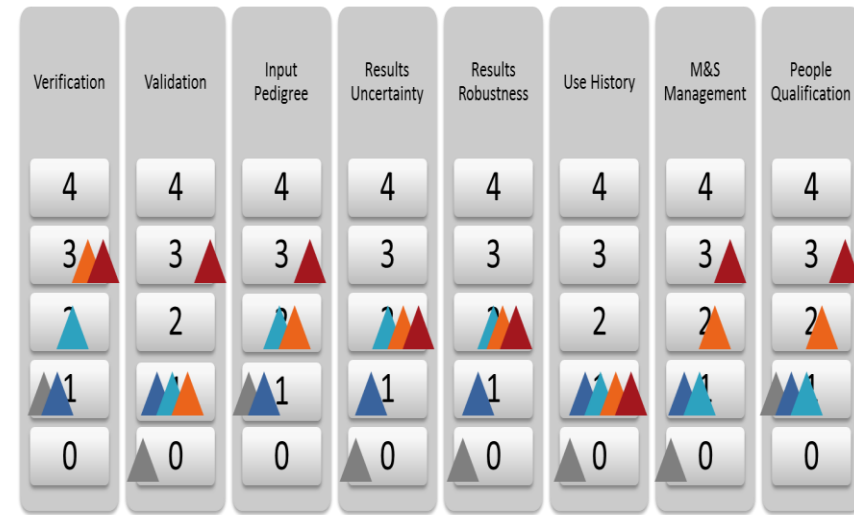 Verification
Validation
Input
Pedigree
Results
Uncertainty
Results
Robustness
Use History
M&S
Management
People
Qualification
4 4 4 4 4 4 4 4
3 3 3 3 3 3 3 3
2 2 2 2
1 1 1 1
0 0 0 0 0 0 0 0